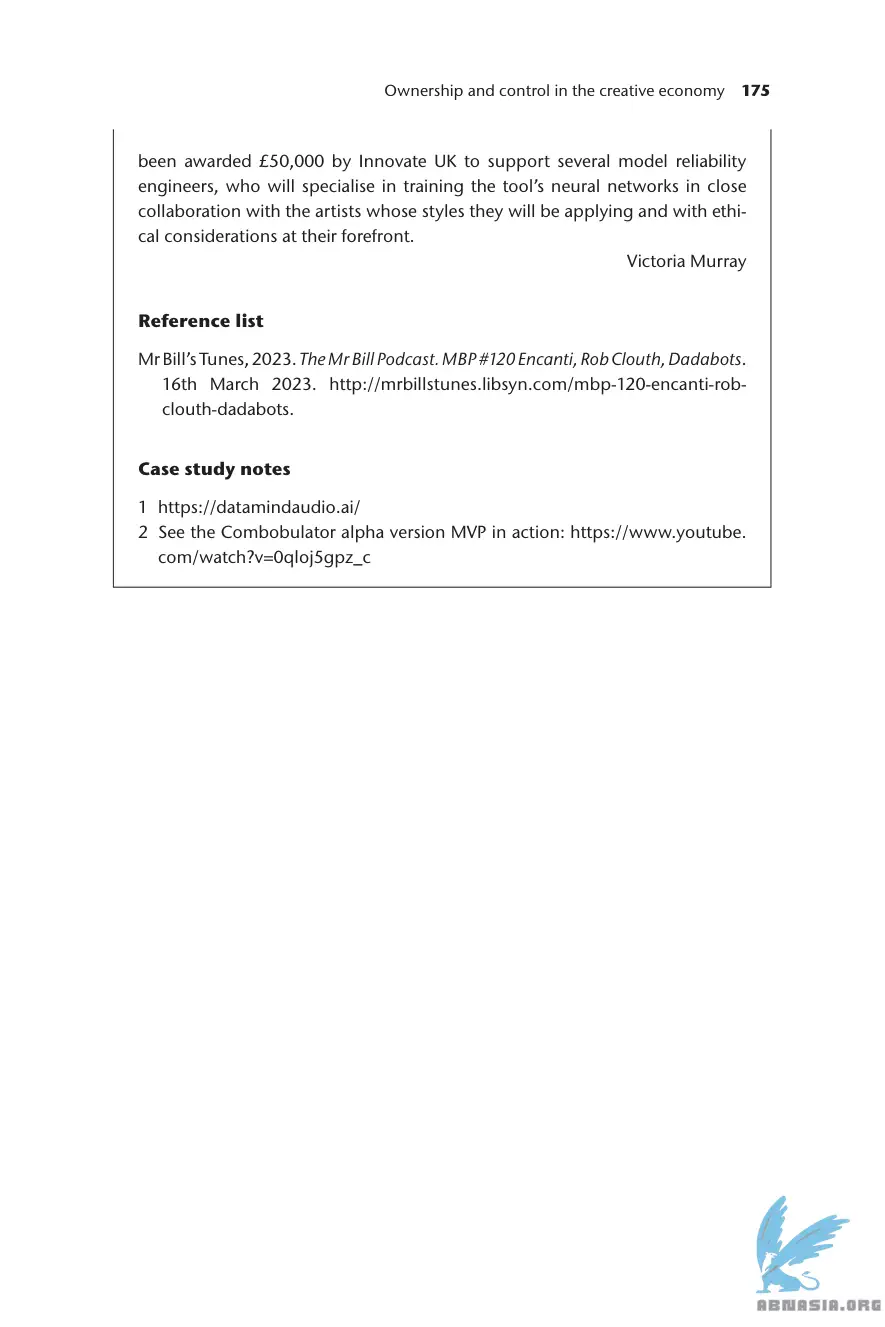 Ownership and control in the creative economy 175
been awarded £50,000 by Innovate UK to support several model reliability
engineers, who will specialise in training the tool’s neural networks in close
collaboration with the artists whose styles they will be applying and with ethi-
cal considerations at their forefront.
Victoria Murray
Reference list
Mr Bill’s Tunes, 2023. The Mr Bill Podcast. MBP #120 Encanti, Rob Clouth, Dadabots.
16th March 2023. http://mrbillstunes.libsyn.com/mbp-120-encanti-rob-
clouth-dadabots.
Case study notes
1 https://datamindaudio.ai/
2 See the Combobulator alpha version MVP in action: https://www.youtube.
com/watch?v=0qloj5gpz_c
ABNASIA.ORG